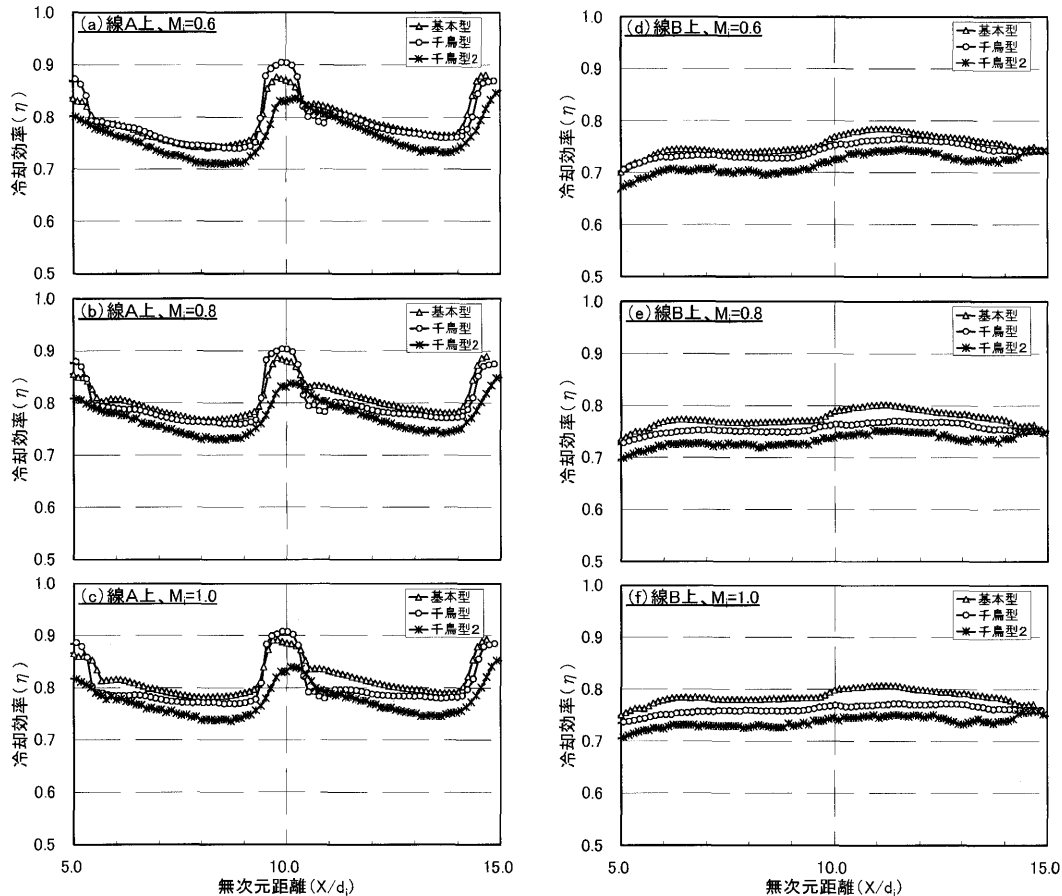 (a)線A上、Mi=0.6
基本型
千鳥型
千鳥型2
冷却効率(η)
1.0
0.9
0.8
0.7
0.6
0.5
(b)線A上、Mi=0.8
基本型
千鳥型
千鳥型2
冷却効率(η)
1.0
0.9
0.8
0.7
0.6
0.5
(c)線A上、Mi=1.0
基本型
千鳥型
千鳥型2
冷却効率(η)
1.0
0.9
0.8
0.7
0.6
0.5
5.0 10.0 15.0
無次元距離(X/di)
(d)線B上、Mi=0.6
基本型
千鳥型
千鳥型2
冷却効率(η)
1.0
0.9
0.8
0.7
0.6
0.5
(e)線B上、Mi=0.8
基本型
千鳥型
千鳥型2
冷却効率(η)
1.0
0.9
0.8
0.7
0.6
0.5
(f)線B上、Mi=1.0
基本型
千鳥型
千鳥型2
冷却効率(η)
1.0
0.9
0.8
0.7
0.6
0.5
5.0 10.0 15.0
無次元距離(X/di)